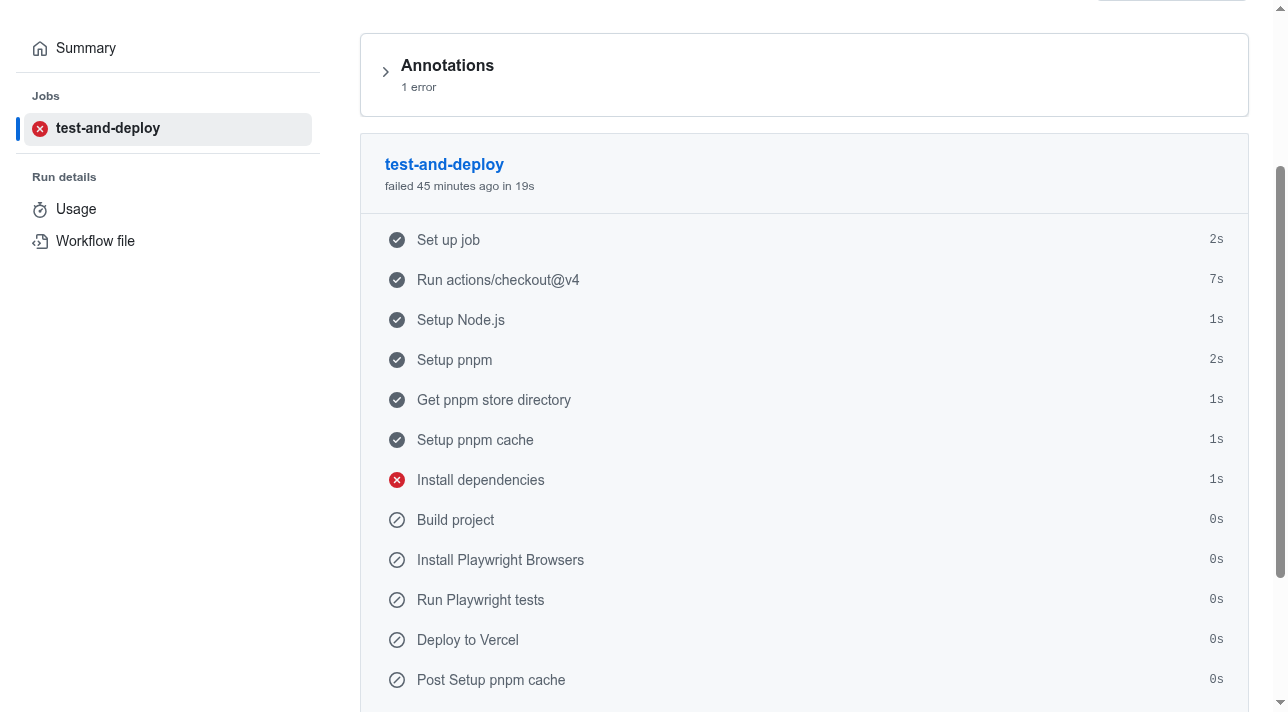 Summary
Jobs
test-and-deploy
Run details
Usage
Workflow file
Annotations
1 error
test-and-deploy
failed 45 minutes ago in 19s
Set up job 2s
Run actions/checkout@v4 7s
Setup Node.js 1s
Setup pnpm 2s
Get pnpm store directory 1s
Setup pnpm cache 1s
Install dependencies 1s
Build project 0s
Install Playwright Browsers 0s
Run Playwright tests 0s
Deploy to Vercel 0s
Post Setup pnpm cache 0s